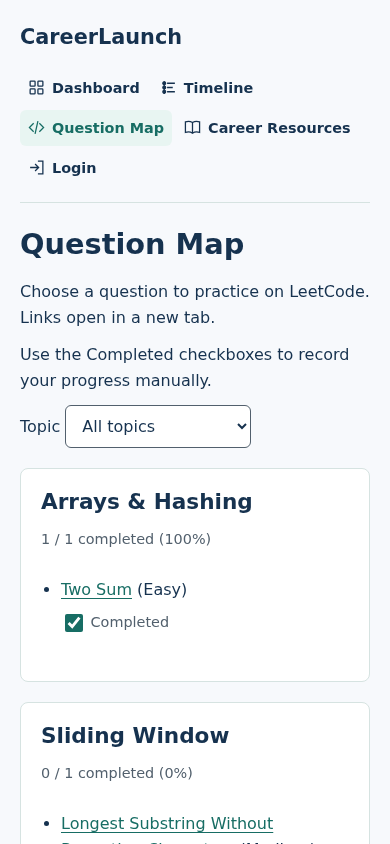 CareerLaunch
Dashboard Timeline
Question Map Career Resources
Login
Question Map
Choose a question to practice on LeetCode.
Links open in a new tab.
Use the Completed checkboxes to record
your progress manually.
Topic All topics
Arrays & Hashing
1 / 1 completed (100%)
Two Sum (Easy)
Completed
Sliding Window
0 / 1 completed (0%)
Longest Substring Without